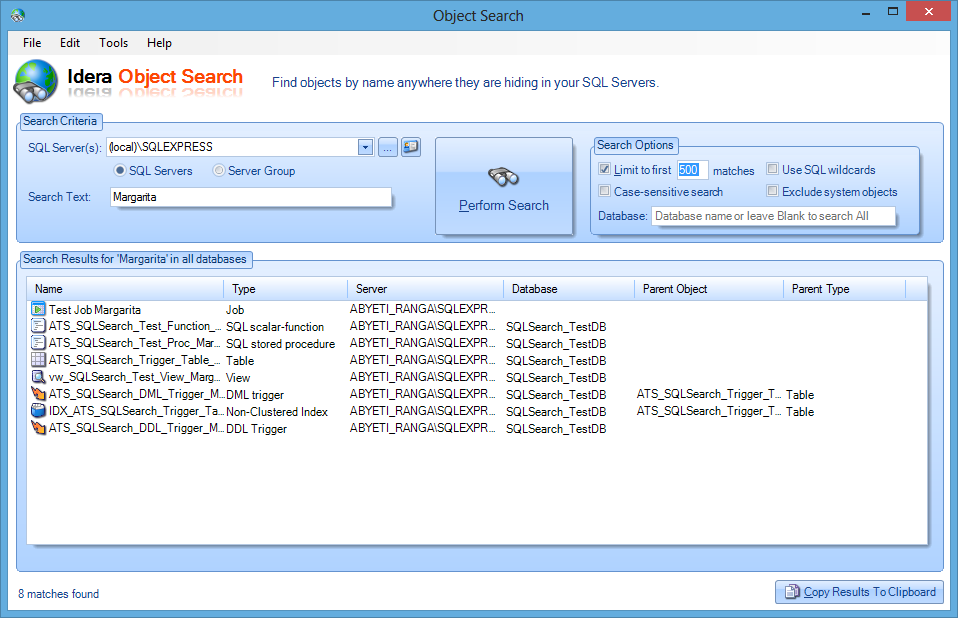 Object Search
File Edit Tools Help
Idera Object Search
Find objects by name anywhere they are hiding in your SQL Servers.
Search Criteria
SQL Server(s): (local)\SQLEXPRESS ...
SQL Servers Server Group
Search Text: Margarita
Perform Search
Search Options
Limit to first 500 matches Use SQL wildcards
Case-sensitive search Exclude system objects
Database: Database name or leave Blank to search All
Search Results for 'Margarita' in all databases
Name Type Server Database Parent Object Parent Type
Test Job Margarita Job ABYETI_RANGA\SQLEXPR...
ATS_SQLSearch_Test_Function_... SQL scalar-function ABYETI_RANGA\SQLEXPR... SQLSearch_TestDB
ATS_SQLSearch_Test_Proc_Mar... SQL stored procedure ABYETI_RANGA\SQLEXPR... SQLSearch_TestDB
ATS_SQLSearch_Trigger_Table_... Table ABYETI_RANGA\SQLEXPR... SQLSearch_TestDB
vw_SQLSearch_Test_View_Marg... View ABYETI_RANGA\SQLEXPR... SQLSearch_TestDB
ATS_SQLSearch_DML_Trigger_M... DML trigger ABYETI_RANGA\SQLEXPR... SQLSearch_TestDB ATS_SQLSearch_Trigger_T... Table
IDX_ATS_SQLSearch_Trigger_Ta... Non-Clustered Index ABYETI_RANGA\SQLEXPR... SQLSearch_TestDB ATS_SQLSearch_Trigger_T... Table
ATS_SQLSearch_DDL_Trigger_M... DDL Trigger ABYETI_RANGA\SQLEXPR... SQLSearch_TestDB
8 matches found
Copy Results To Clipboard